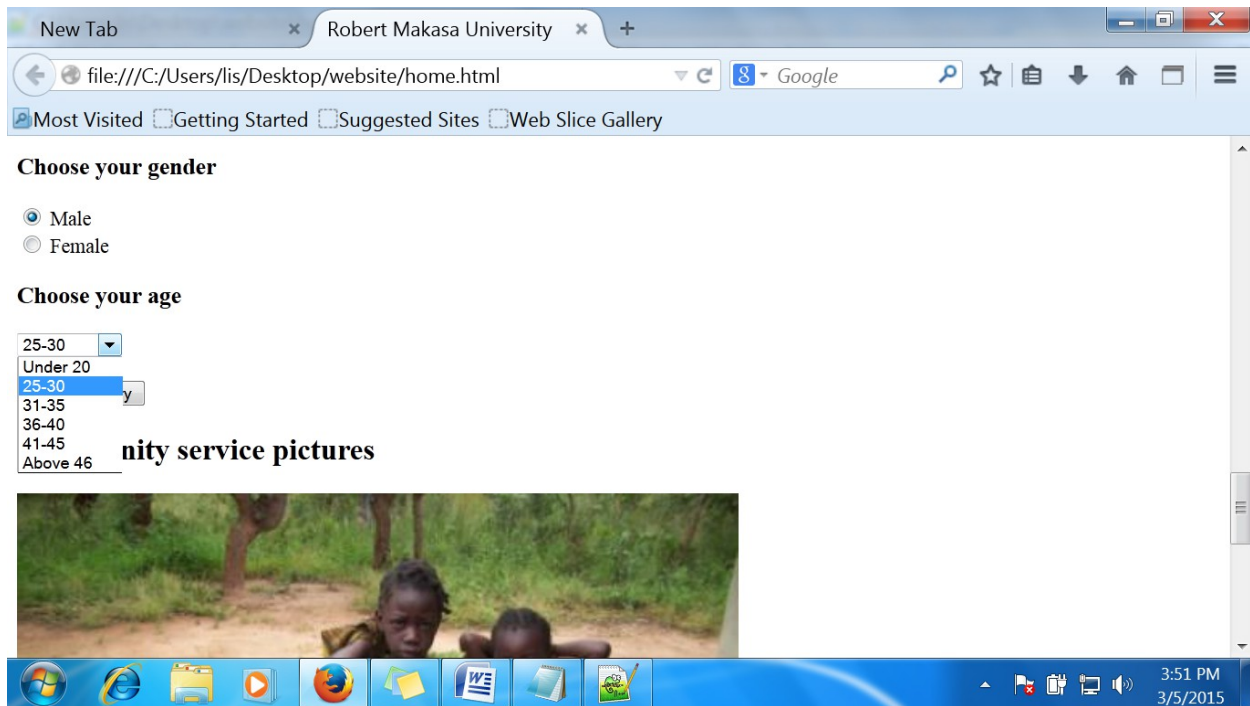 New Tab
Robert Makasa University
file:///C:/Users/lis/Desktop/website/home.html
Google
Most Visited Getting Started Suggested Sites Web Slice Gallery
Choose your gender
Male
Female
Choose your age
25-30
Under 20
25-30
y
31-35
36-40
41-45
nity service pictures
Above 46
3:51 PM
3/5/2015